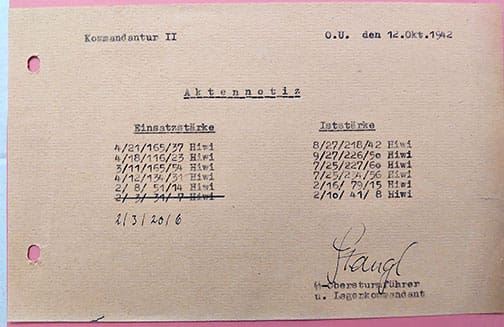 Kommandantur II O.U. den 12.Okt.1942
Aktennotiz
Einsatzstärke Iststärke
4/21/165/37 Hiwi 8/27/218/42 Hiwi
4/18/116/23 Hiwi 9/27/226/50 Hiwi
3/11/165/54 Hiwi 7/25/227/60 Hiwi
4/12/134/31 Hiwi 7/25/234/56 Hiwi
2/ 8/ 51/14 Hiwi 2/16/ 79/15 Hiwi
2/ 3/ 31/ 7 Hiwi 2/10/ 41/ 8 Hiwi
2/3/20/6
Stangl
ᛋᛋ-Obersturmführer
u. Lagerkommandant